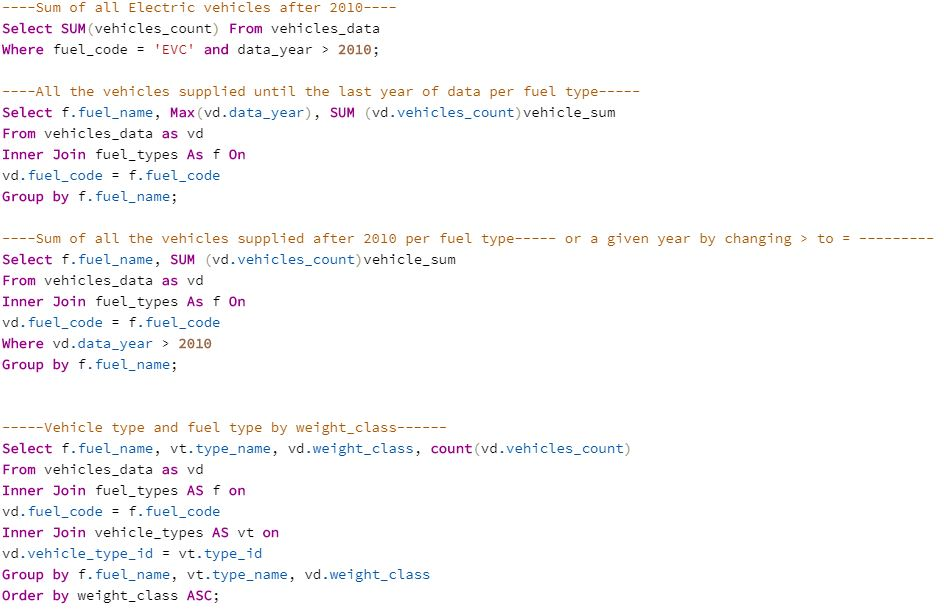 ----Sum of all Electric vehicles after 2010----
Select SUM(vehicles_count) From vehicles_data
Where fuel_code = 'EVC' and data_year > 2010;
----All the vehicles supplied until the last year of data per fuel type-----
Select f.fuel_name, Max(vd.data_year), SUM (vd.vehicles_count)vehicle_sum
From vehicles_data as vd
Inner Join fuel_types As f On
vd.fuel_code = f.fuel_code
Group by f.fuel_name;
----Sum of all the vehicles supplied after 2010 per fuel type----- or a given year by changing > to = ---------
Select f.fuel_name, SUM (vd.vehicles_count)vehicle_sum
From vehicles_data as vd
Inner Join fuel_types As f On
vd.fuel_code = f.fuel_code
Where vd.data_year > 2010
Group by f.fuel_name;
-----Vehicle type and fuel type by weight_class------
Select f.fuel_name, vt.type_name, vd.weight_class, count(vd.vehicles_count)
From vehicles_data as vd
Inner Join fuel_types AS f on
vd.fuel_code = f.fuel_code
Inner Join vehicle_types AS vt on
vd.vehicle_type_id = vt.type_id
Group by f.fuel_name, vt.type_name, vd.weight_class
Order by weight_class ASC;